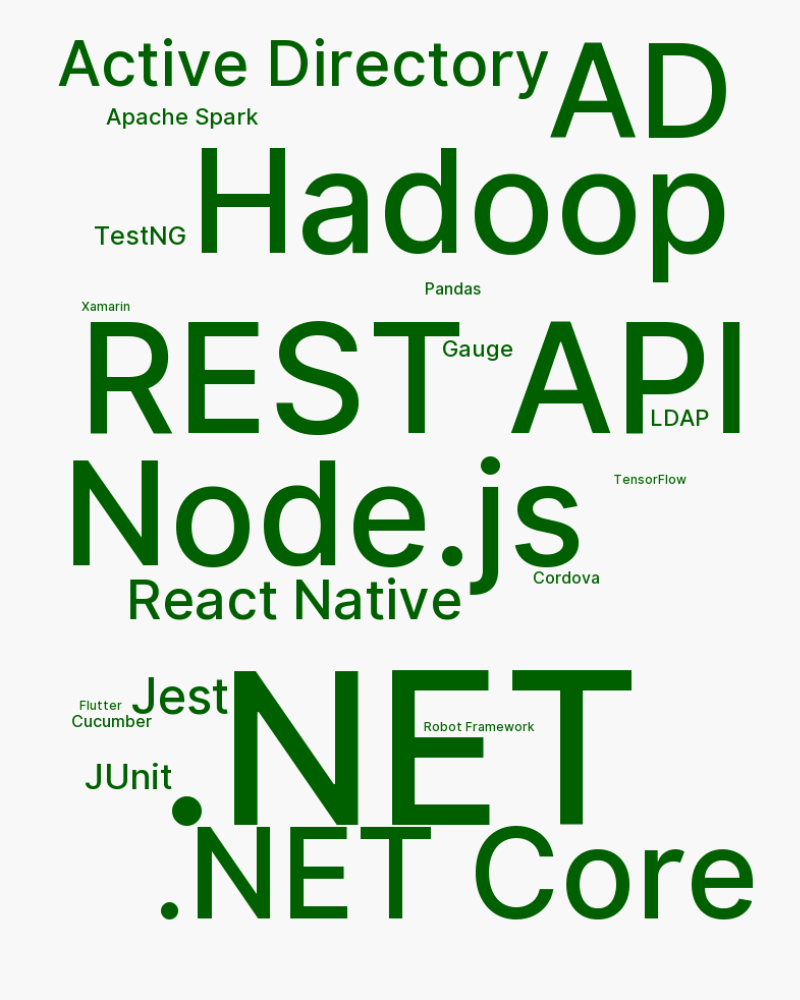 Active Directory
AD
Apache Spark
Hadoop
TestNG
Pandas
Xamarin
REST API
Gauge
LDAP
Node.js
TensorFlow
Cordova
React Native
.NET
Jest
Flutter
Cucumber
Robot Framework
JUnit
.NET Core